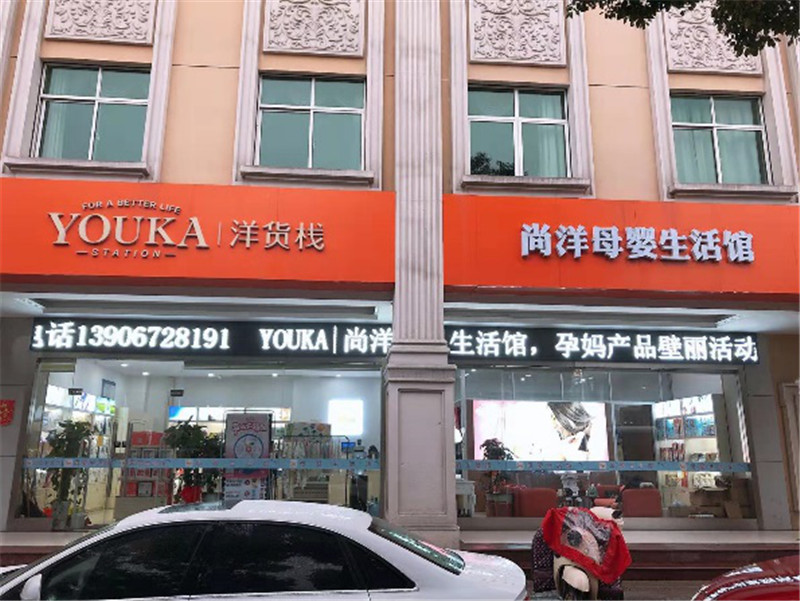 FOR A BETTER LIFE
YOUKA 洋货栈
STATION
尚洋母婴生活馆
电话13906728191 YOUKA|尚洋 生活馆，孕妈产品壁丽活动